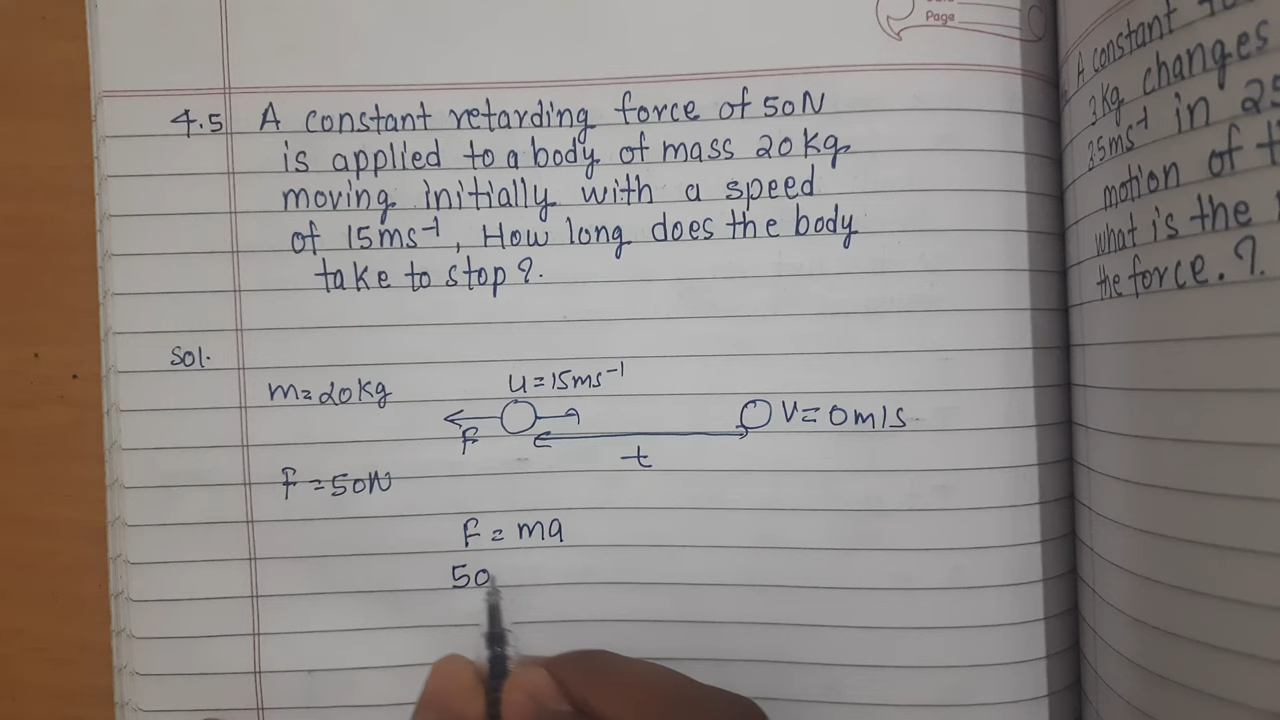 Page
4.5 A constant retarding force of 50N
is applied to a body of mass 20kg
moving initially with a speed
of 15ms⁻¹, How long does the body
take to stop?.
Sol.
m=20kg
u=15ms⁻¹
F
t
V=0m/s
F=50N
F=ma
50
A constant
changes
in
motion of
what is the
the force.?